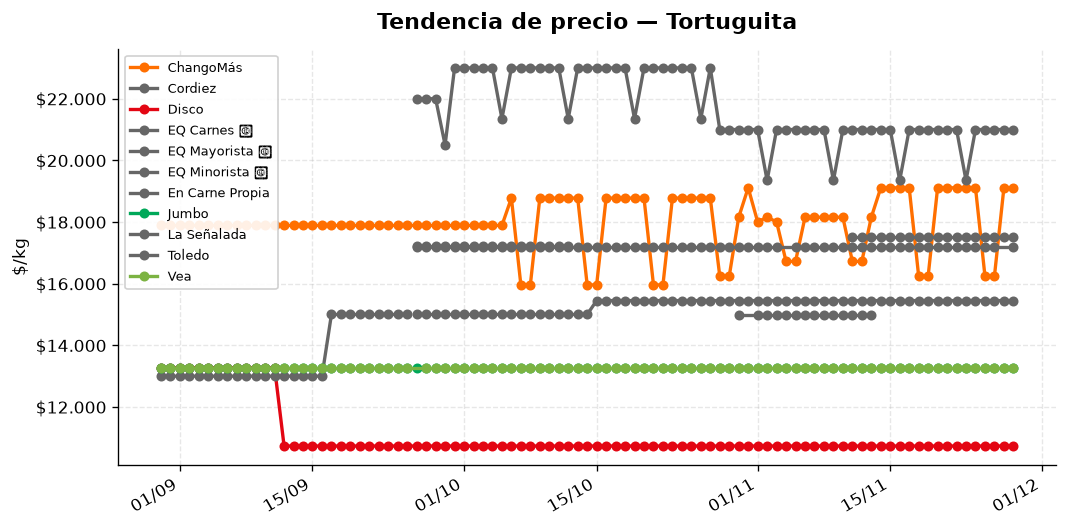 Tendencia de precio — Tortuguita
ChangoMás
Cordiez
Disco
EQ Carnes
EQ Mayorista
EQ Minorista
En Carne Propia
Jumbo
La Señalada
Toledo
Vea
$/kg
$22.000
$20.000
$18.000
$16.000
$14.000
$12.000
01/09
15/09
01/10
15/10
01/11
15/11
01/12